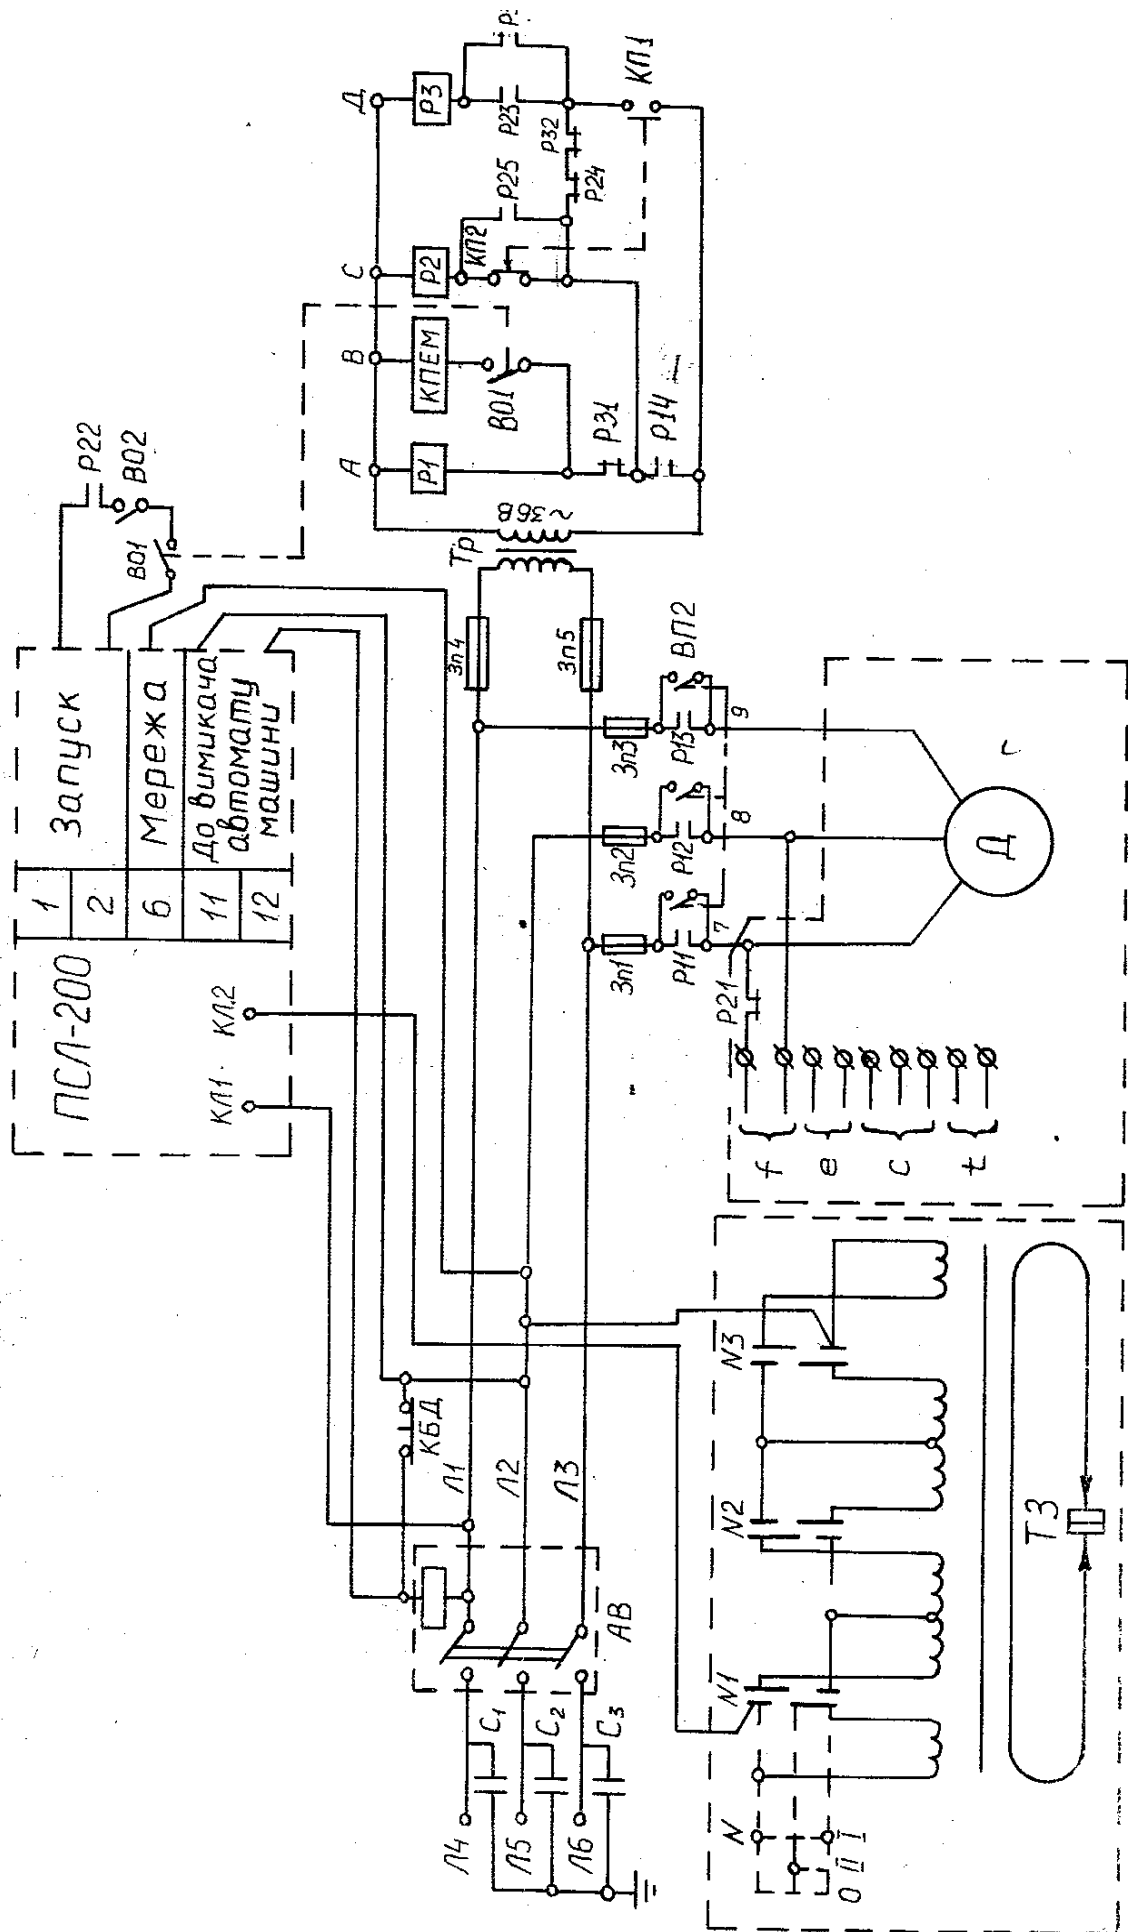 ПСЛ-200
1
2
6
11
12
Запуск
Мережа
До вимикача
автомату
машини
КЛ1
КЛ2
ВО1
ВО2
Р22
А
В
С
Д
Р1
КПЕМ
Р2
Р3
ВО1
КП2
Р25
Р23
Р24
Р32
КП1
Р31
Р14
Тр
~36В
Зп4
Зп5
КБД
Л1
Л2
Л3
АВ
Л4
Л5
Л6
С1
С2
С3
Зп1
Зп2
Зп3
Р11
Р12
Р13
ВП2
7
8
9
Р21
Д
f
e
c
t
N
N1
N2
N3
О
II
I
ТЗ